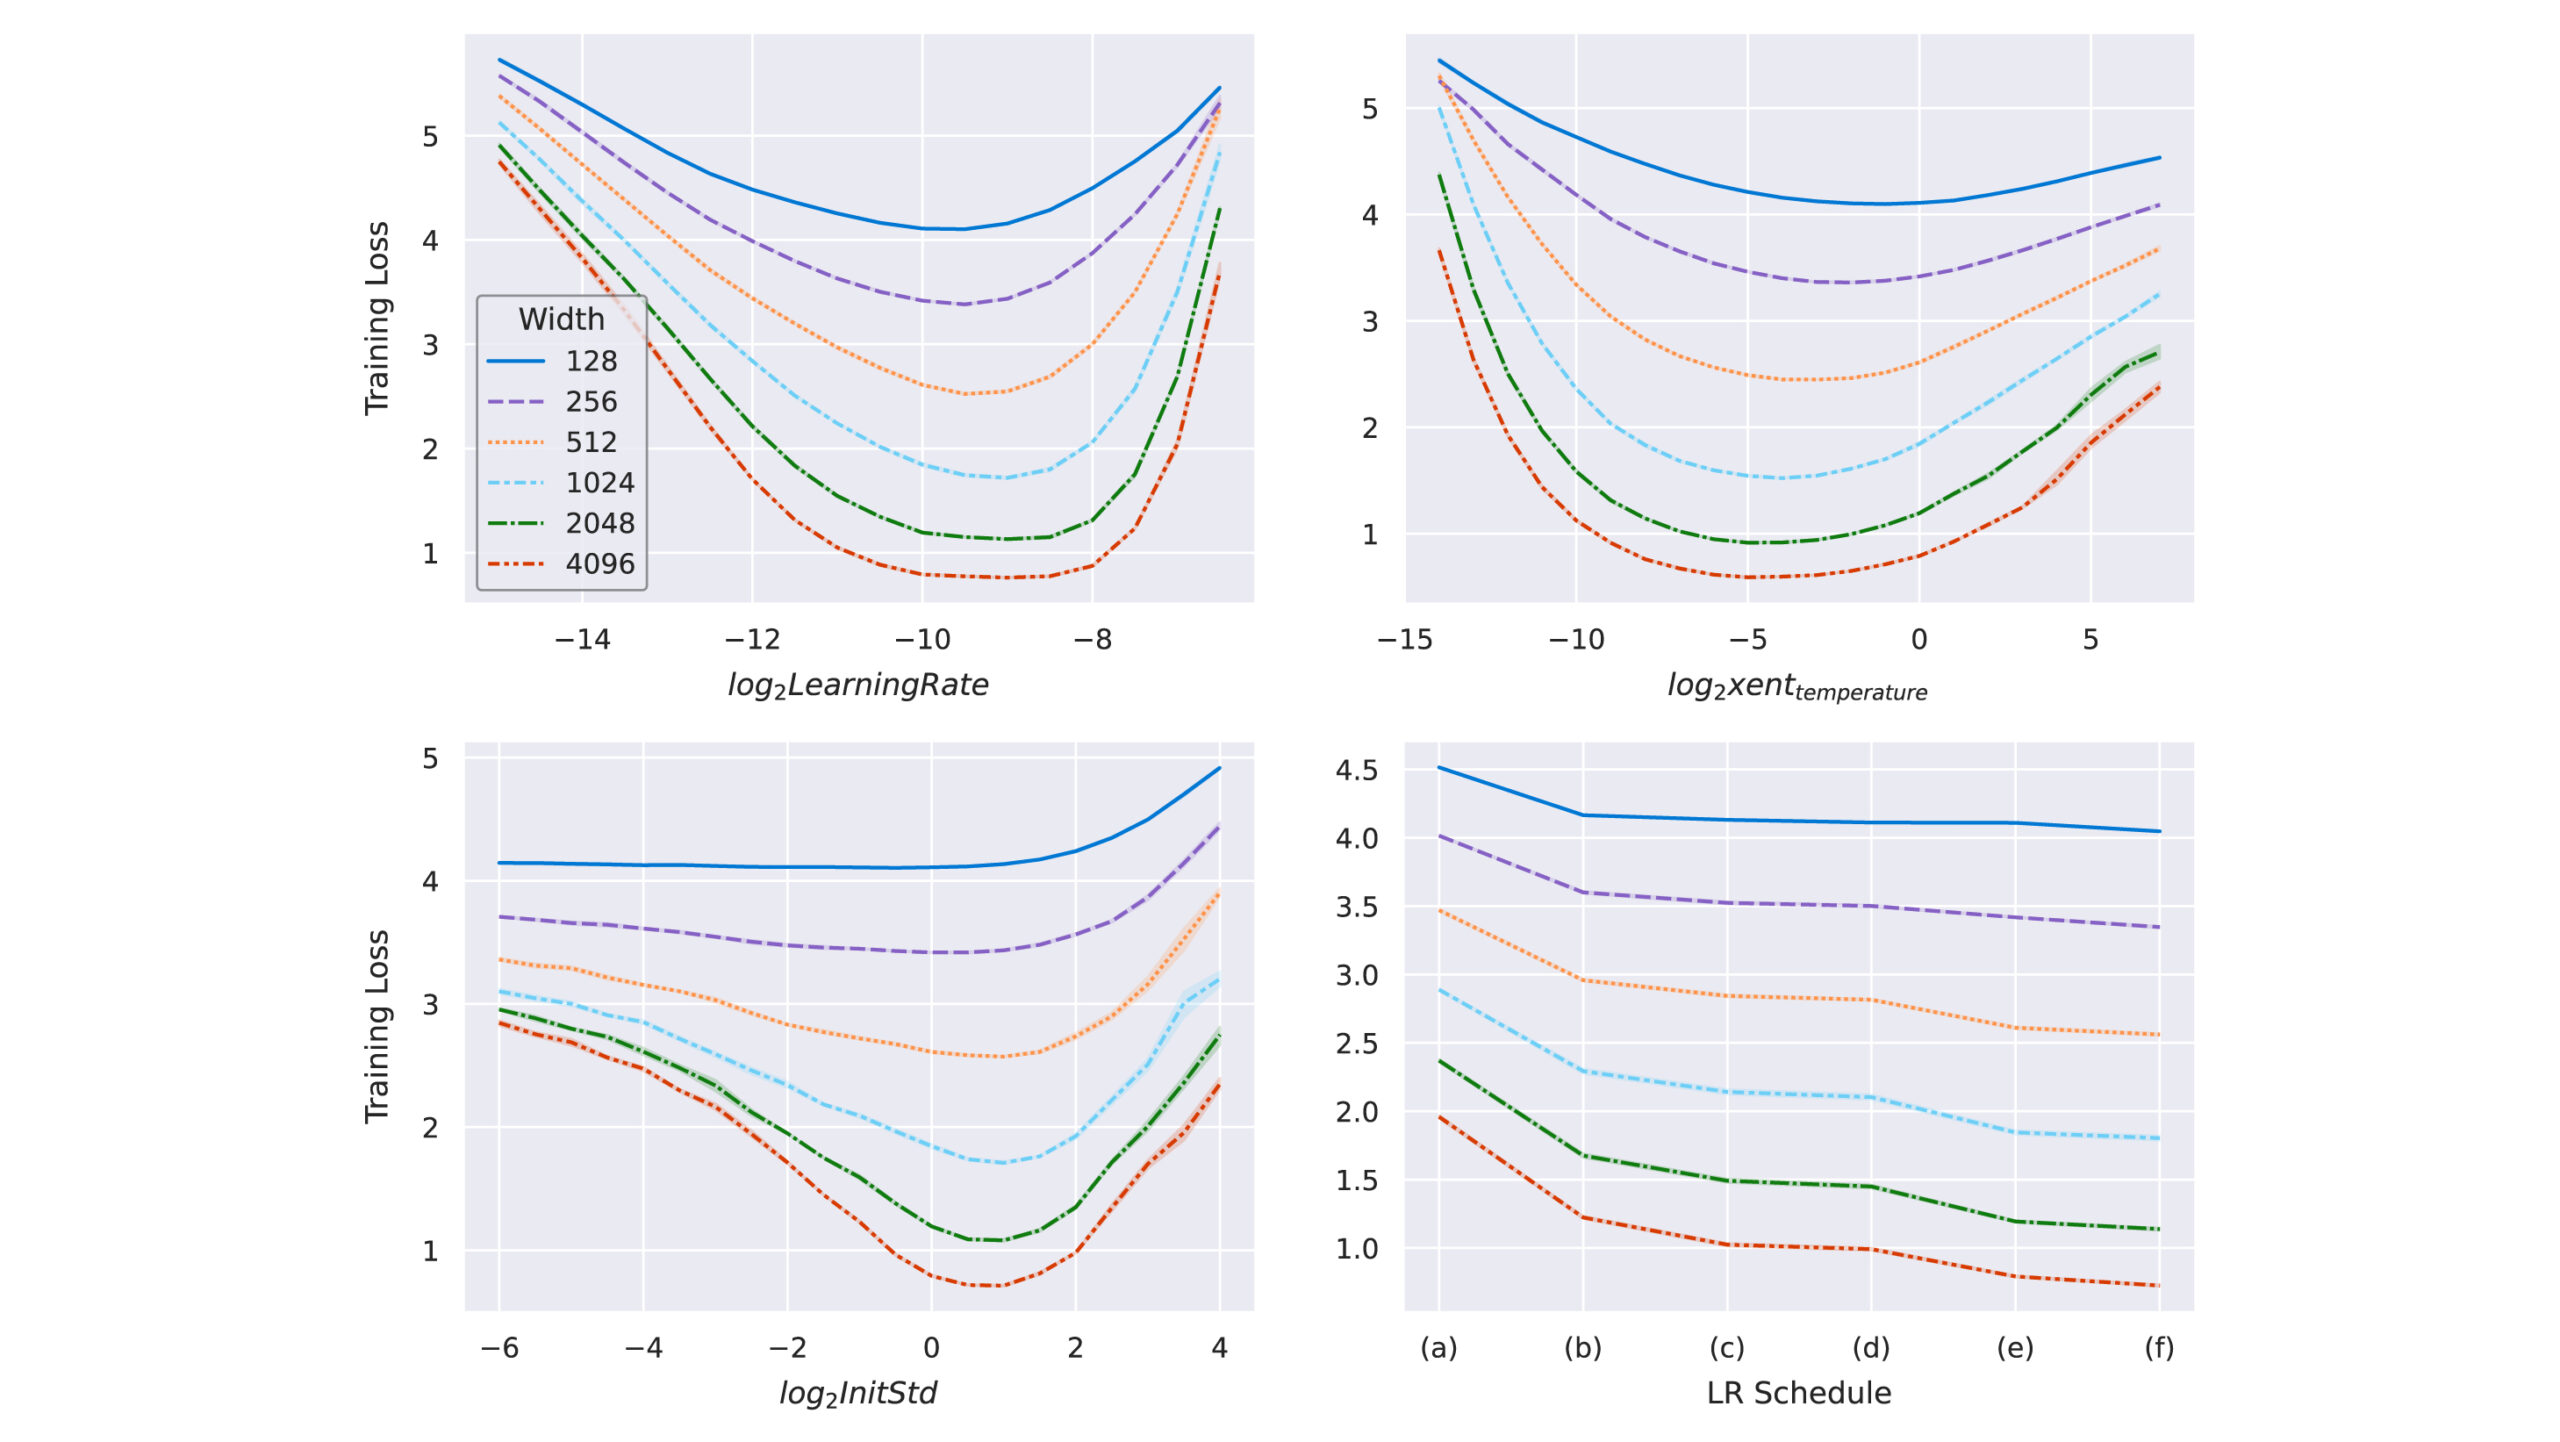 Training Loss
5
4
3
2
1
Width
128
256
512
1024
2048
4096
−14 −12 −10 −8
log₂LearningRate
5
4
3
2
1
−15 −10 −5 0 5
log₂xent_temperature
Training Loss
5
4
3
2
1
−6 −4 −2 0 2 4
log₂InitStd
4.5
4.0
3.5
3.0
2.5
2.0
1.5
1.0
(a) (b) (c) (d) (e) (f)
LR Schedule